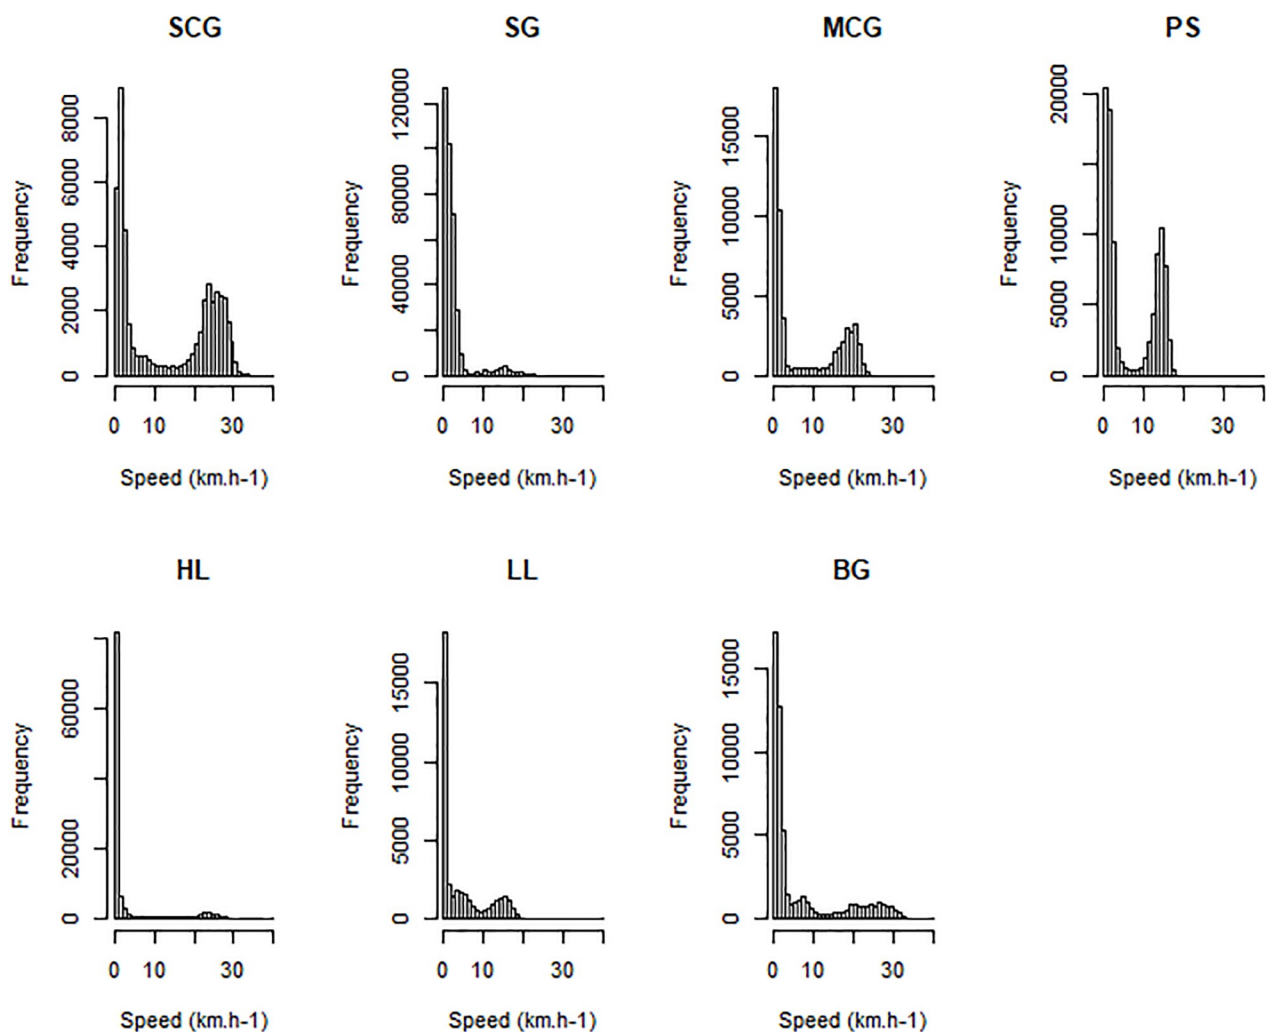 SCG
SG
MCG
PS
Frequency
0 2000 4000 6000 8000
0 10 30
Speed (km.h-1)
Frequency
0 40000 80000 120000
0 10 30
Speed (km.h-1)
Frequency
0 5000 10000 15000
0 10 30
Speed (km.h-1)
Frequency
0 5000 10000 20000
0 10 30
Speed (km.h-1)
HL
LL
BG
Frequency
0 20000 60000
0 10 30
Speed (km.h-1)
Frequency
0 5000 10000 15000
0 10 30
Speed (km.h-1)
Frequency
0 5000 10000 15000
0 10 30
Speed (km.h-1)